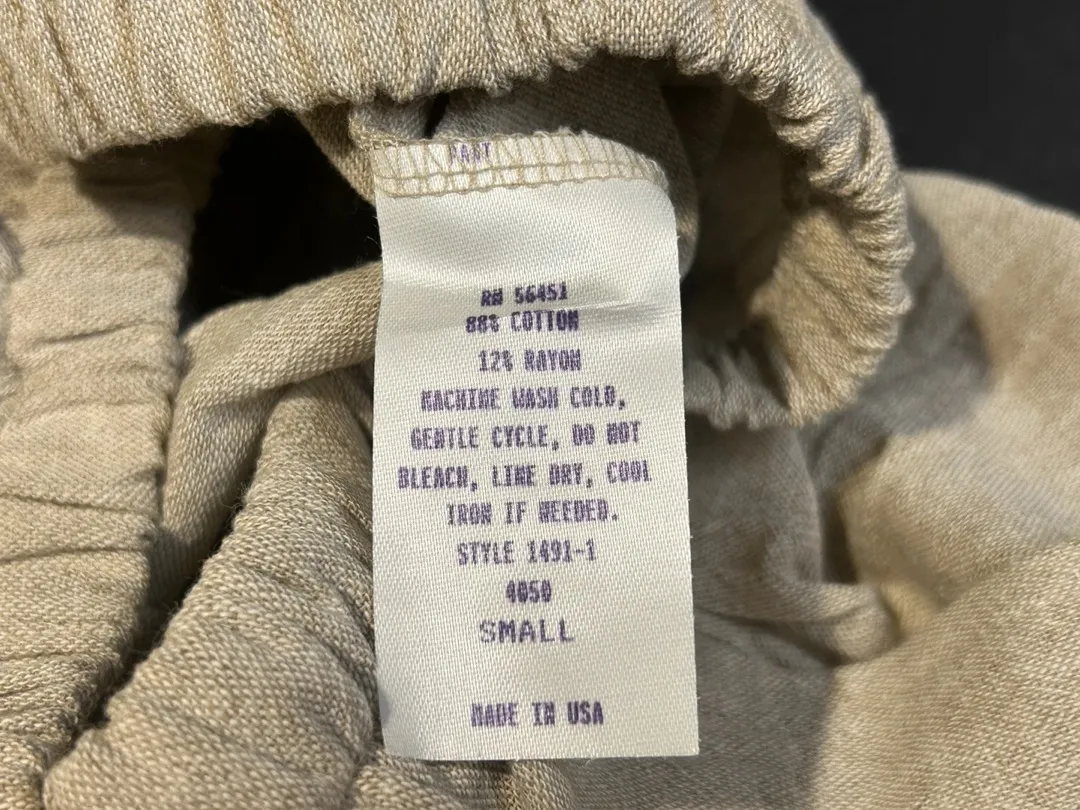 RN 56451
88% COTTON
12% RAYON
MACHINE WASH COLD,
GENTLE CYCLE, DO NOT
BLEACH, LINE DRY, COOL
IRON IF NEEDED.
STYLE 1491-1
4050
SMALL
MADE IN USA